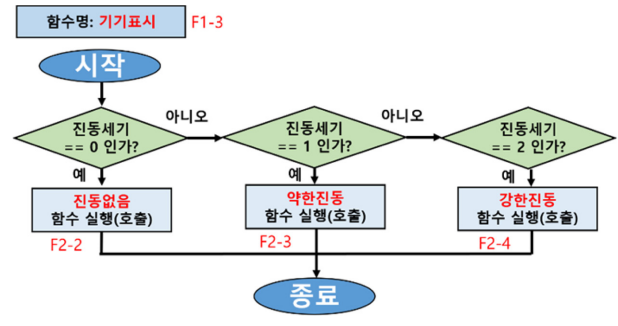 함수명: 기기표시 F1-3
시작
아니오 아니오
진동세기
== 0 인가?
진동세기
== 1 인가?
진동세기
== 2 인가?
예 예 예
진동없음
함수 실행(호출)
약한진동
함수 실행(호출)
강한진동
함수 실행(호출)
F2-2 F2-3 F2-4
종료